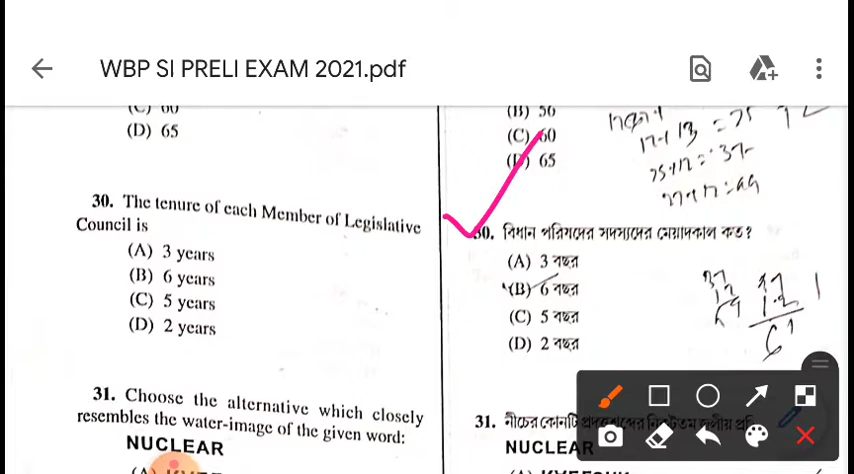 WBP SI PRELI EXAM 2021.pdf
(C) 60
(D) 65
30. The tenure of each Member of Legislative
Council is
(A) 3 years
(B) 6 years
(C) 5 years
(D) 2 years
31. Choose the alternative which closely
resembles the water-image of the given word:
NUCLEAR
(B) 56
(C) 60
(D) 65
30. বিধান পরিষদের সদস্যদের মেয়াদকাল কত?
(A) 3 বছর
(B) 6 বছর
(C) 5 বছর
(D) 2 বছর
31. নীচের কোনটি
NUCLEAR